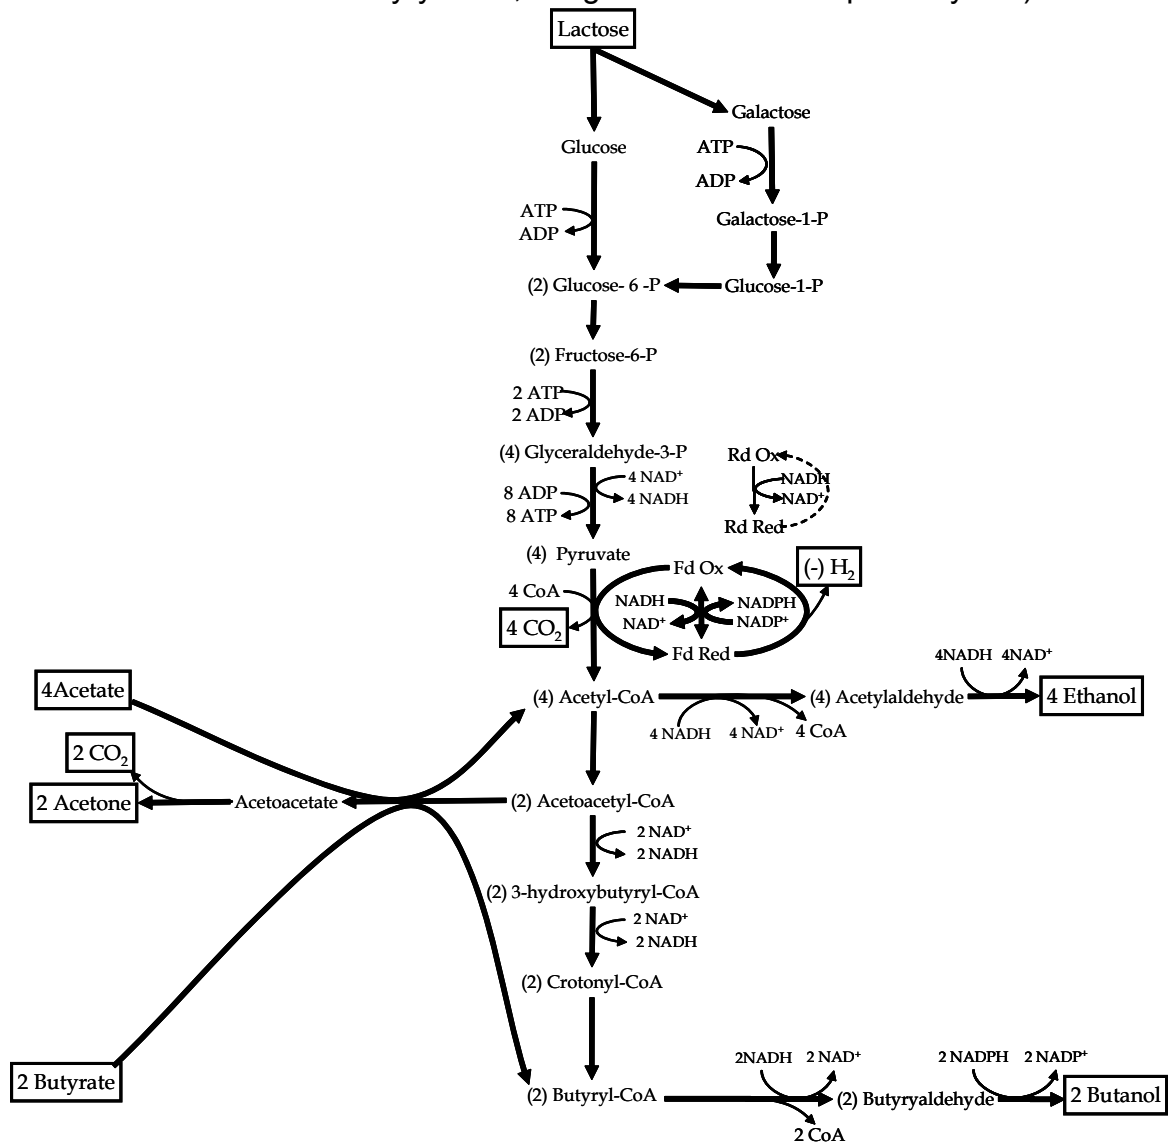 Lactose
Galactose
Glucose
ATP
ADP
ATP
ADP
Galactose-1-P
(2) Glucose- 6 -P
Glucose-1-P
(2) Fructose-6-P
2 ATP
2 ADP
(4) Glyceraldehyde-3-P
Rd Ox
4 NAD⁺
4 NADH
8 ADP
8 ATP
NADH
NAD⁺
Rd Red
(4) Pyruvate
Fd Ox
(-) H₂
4 CoA
NADH
NADPH
4 CO₂
NAD⁺
NADP⁺
Fd Red
4NADH 4NAD⁺
4Acetate
(4) Acetyl-CoA
(4) Acetylaldehyde
4 Ethanol
4 NADH 4 NAD⁺ 4 CoA
2 CO₂
2 Acetone
Acetoacetate
(2) Acetoacetyl-CoA
2 NAD⁺
2 NADH
(2) 3-hydroxybutyryl-CoA
2 NAD⁺
2 NADH
(2) Crotonyl-CoA
2NADH 2 NAD⁺
2 NADPH 2 NADP⁺
2 Butyrate
(2) Butyryl-CoA
(2) Butyryaldehyde
2 Butanol
2 CoA